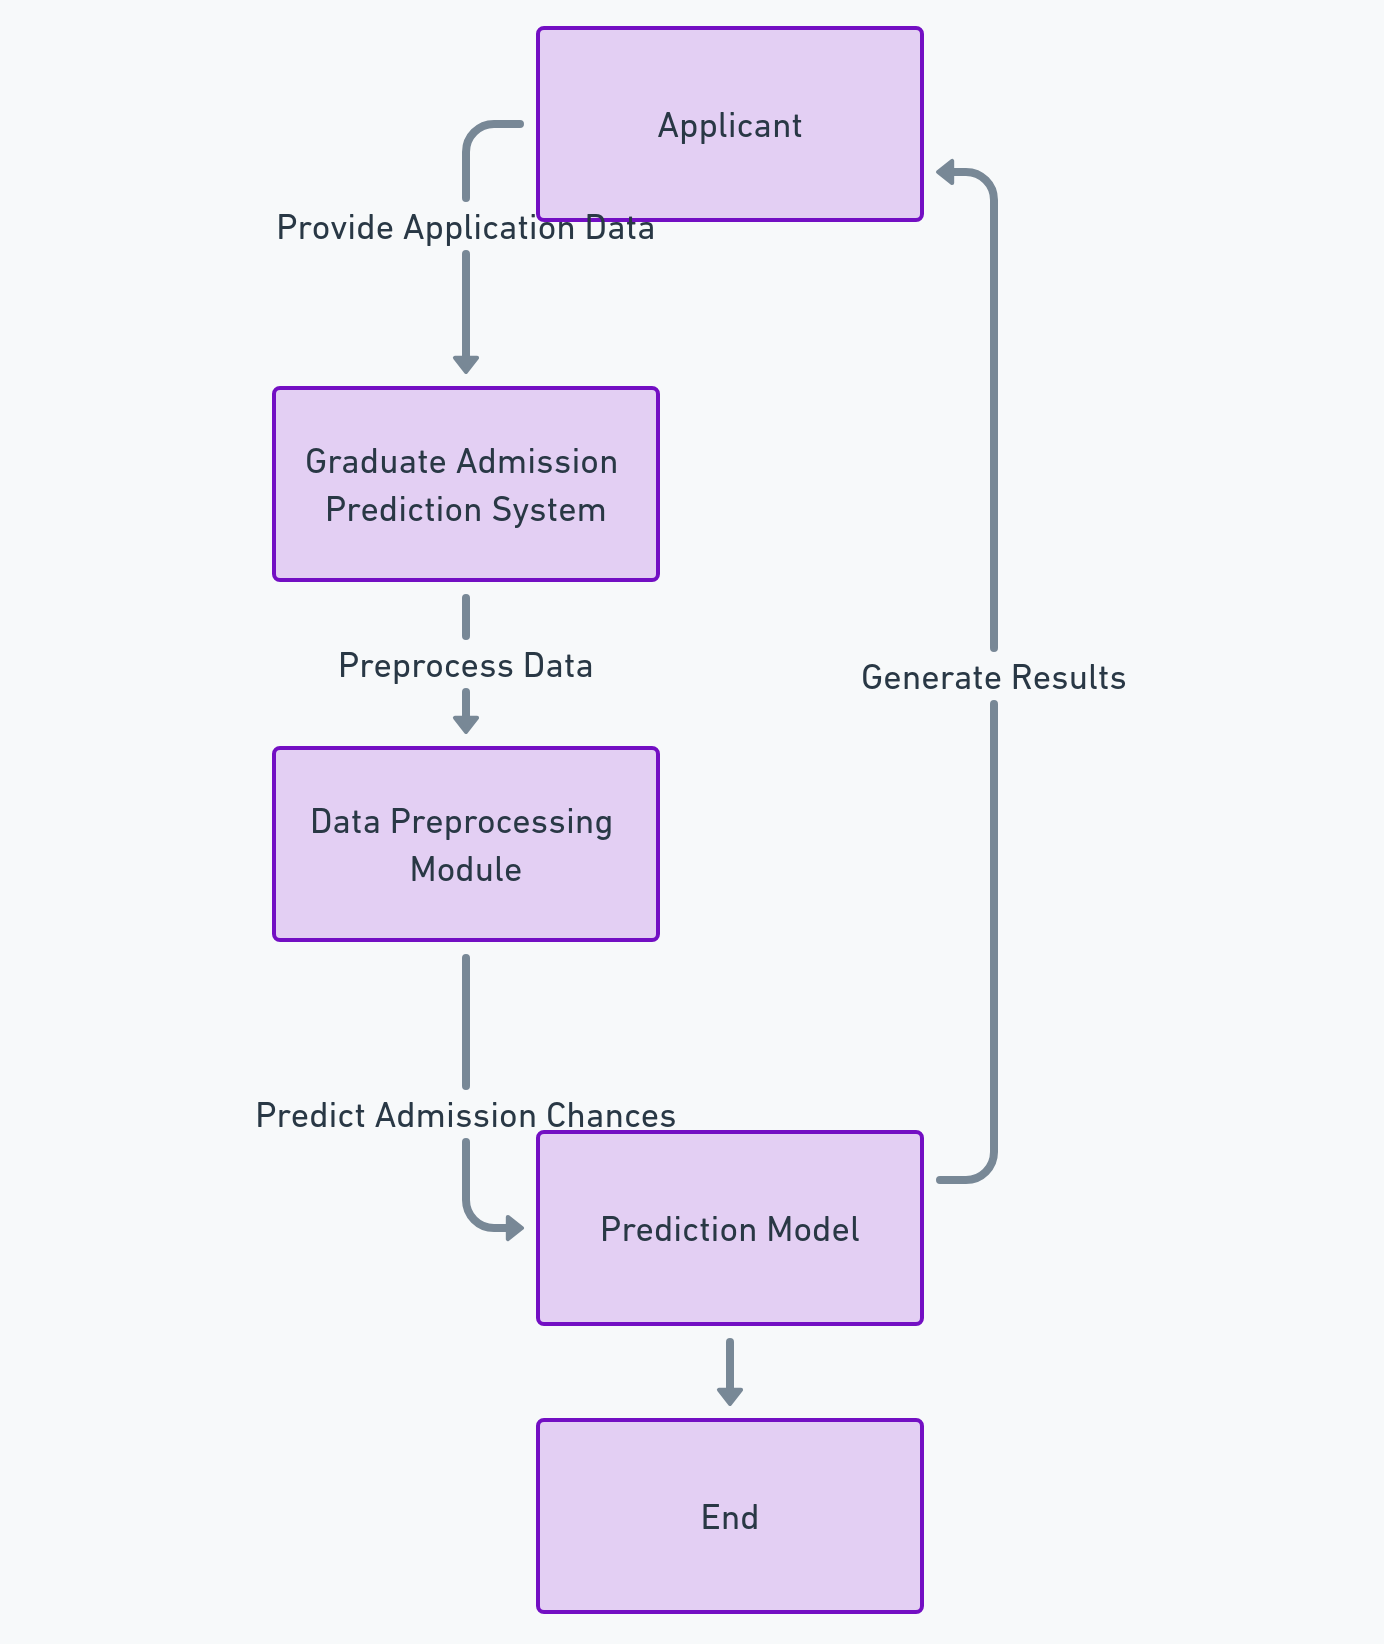 Applicant
Provide Application Data
Graduate Admission
Prediction System
Preprocess Data
Generate Results
Data Preprocessing
Module
Predict Admission Chances
Prediction Model
End